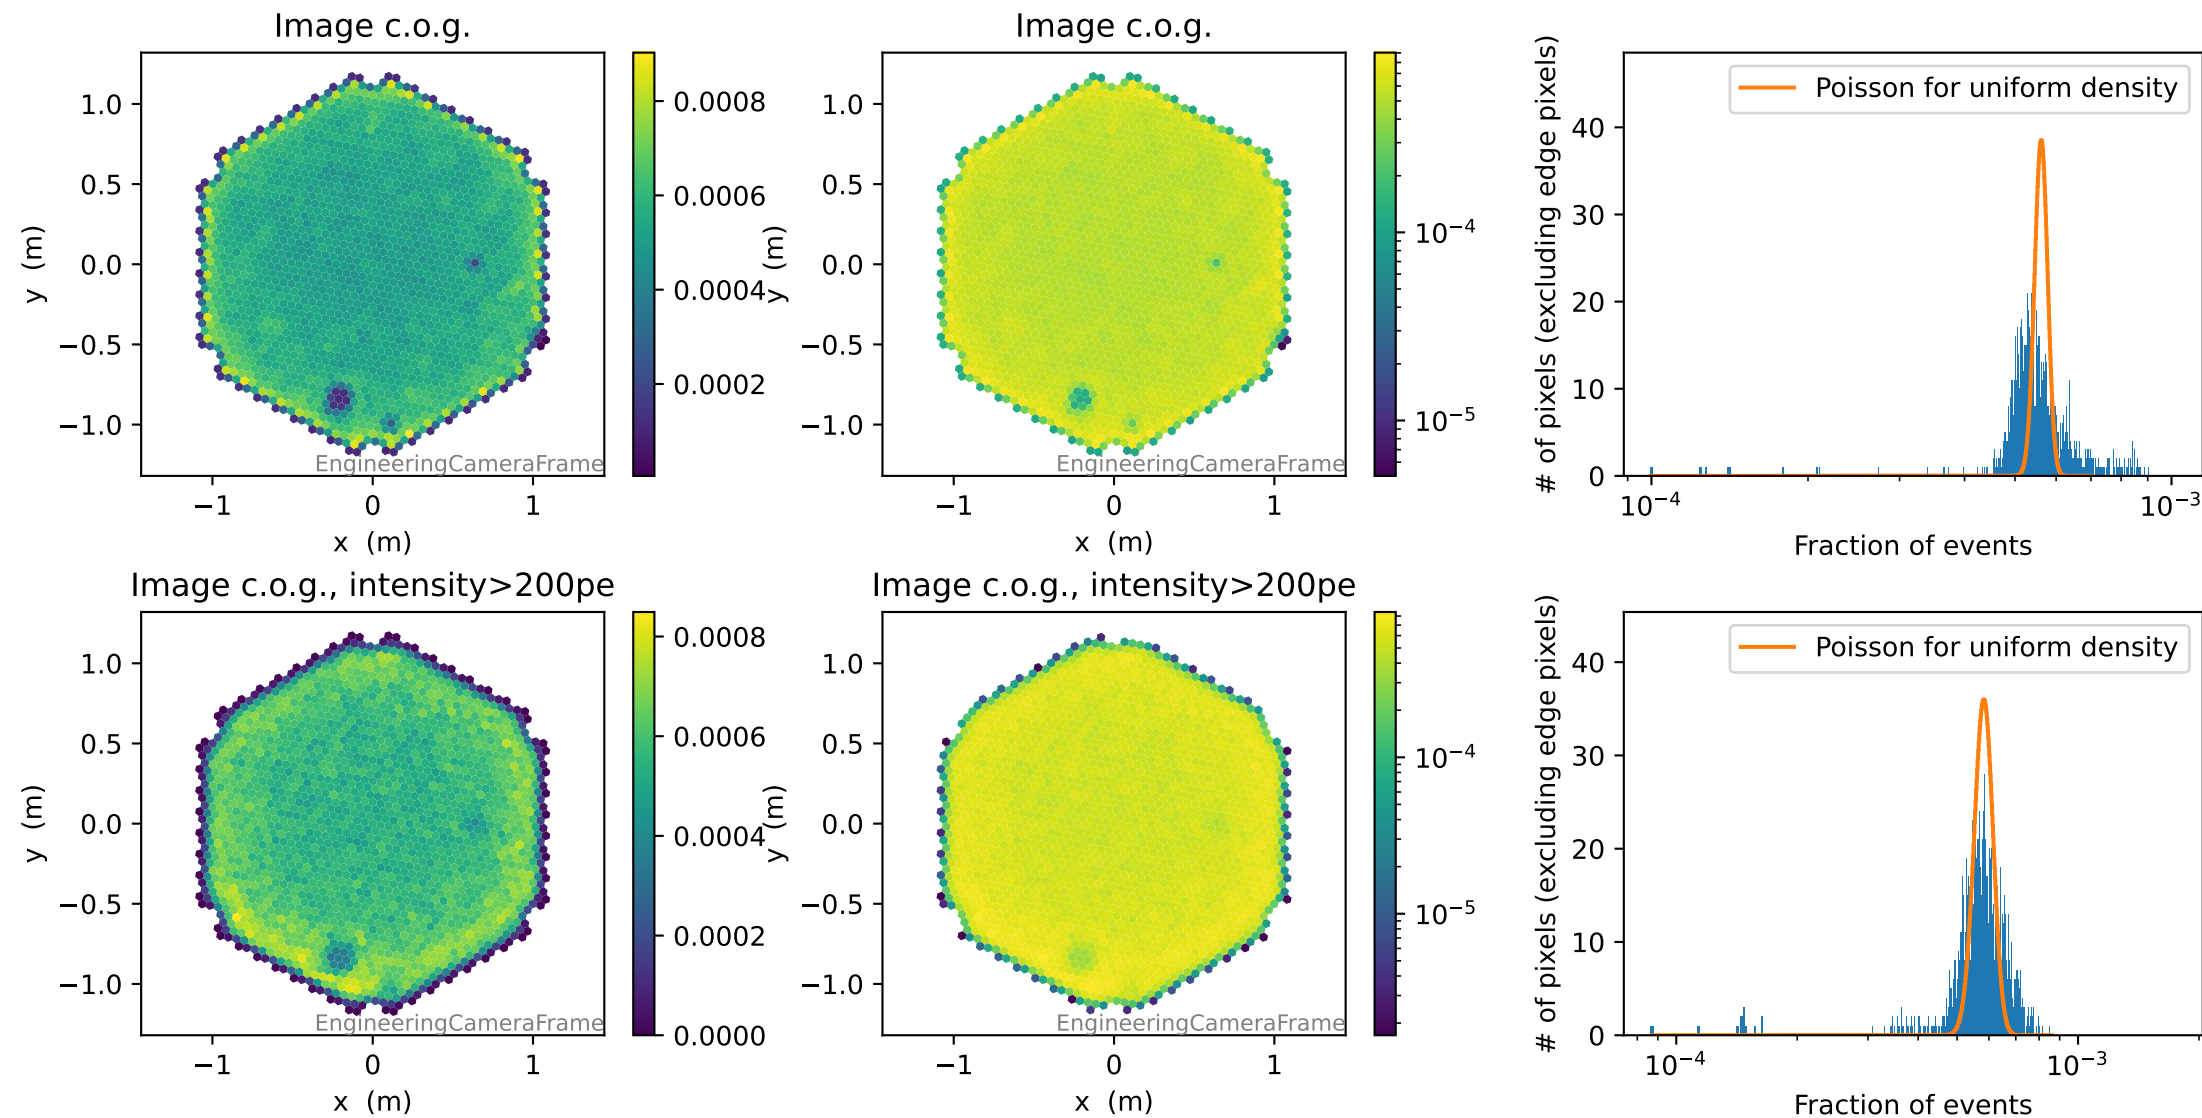 Image c.o.g.
y (m)
1.0
0.5
0.0
−0.5
−1.0
−1
0
1
x (m)
EngineeringCameraFrame
0.0008
0.0006
0.0004
0.0002
Image c.o.g.
y (m)
1.0
0.5
0.0
−0.5
−1.0
−1
0
1
x (m)
EngineeringCameraFrame
10⁻⁴
10⁻⁵
# of pixels (excluding edge pixels)
40
30
20
10
0
Poisson for uniform density
10⁻⁴
10⁻³
Fraction of events
Image c.o.g., intensity>200pe
y (m)
1.0
0.5
0.0
−0.5
−1.0
−1
0
1
x (m)
EngineeringCameraFrame
0.0008
0.0006
0.0004
0.0002
0.0000
Image c.o.g., intensity>200pe
y (m)
1.0
0.5
0.0
−0.5
−1.0
−1
0
1
x (m)
EngineeringCameraFrame
10⁻⁴
10⁻⁵
# of pixels (excluding edge pixels)
40
30
20
10
0
Poisson for uniform density
10⁻⁴
10⁻³
Fraction of events